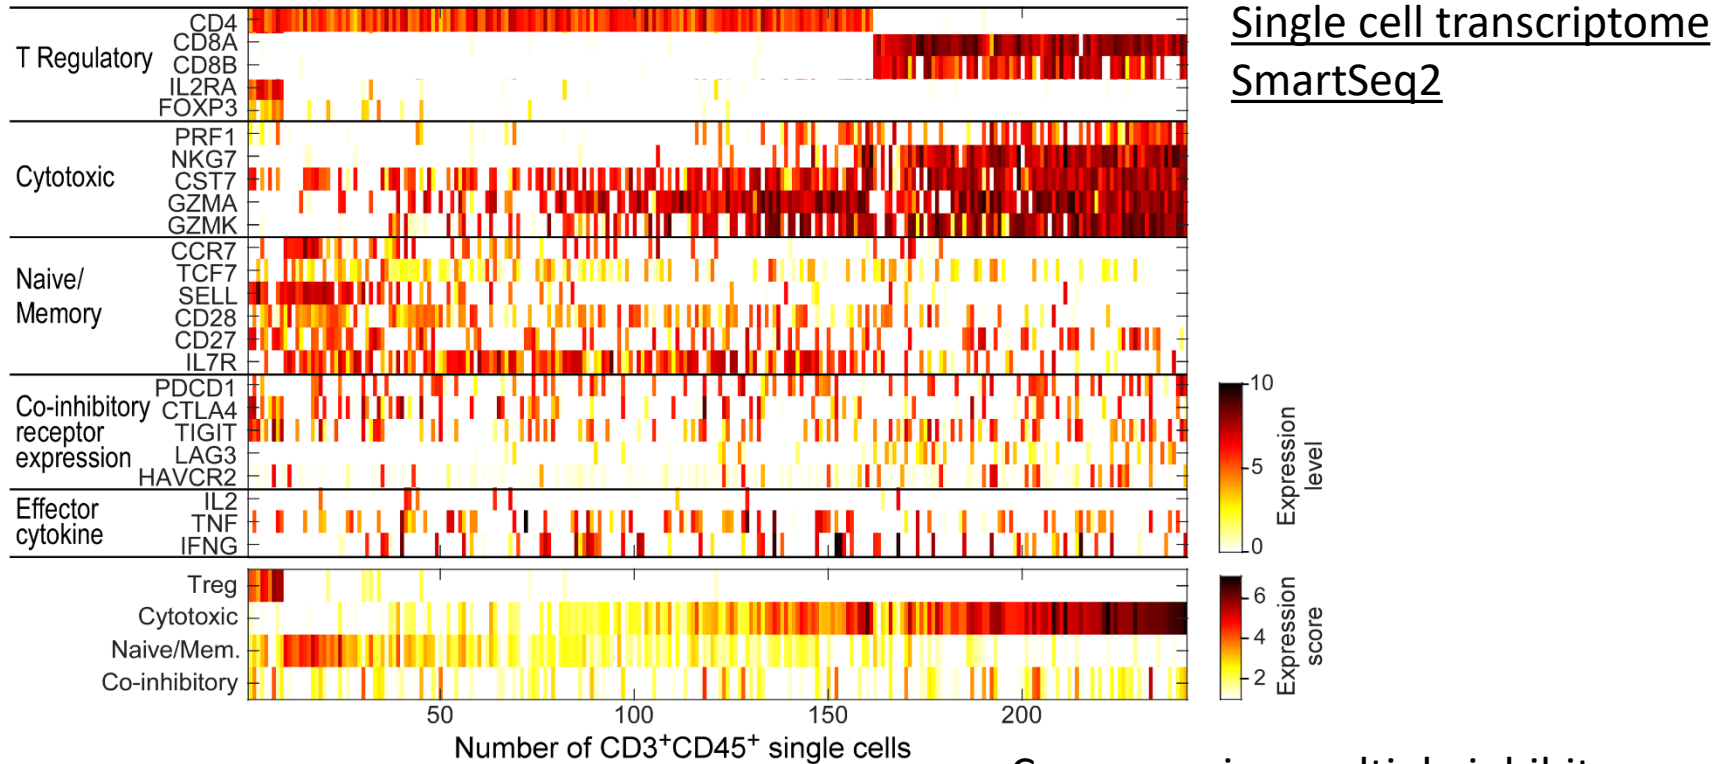 Single cell transcriptome
SmartSeq2
T Regulatory
CD4
CD8A
CD8B
IL2RA
FOXP3
Cytotoxic
PRF1
NKG7
CST7
GZMA
GZMK
Naive/
Memory
CCR7
TCF7
SELL
CD28
CD27
IL7R
Co-inhibitory
receptor
expression
PDCD1
CTLA4
TIGIT
LAG3
HAVCR2
Effector
cytokine
IL2
TNF
IFNG
10
5
0
Expression
level
Treg
Cytotoxic
Naive/Mem.
Co-inhibitory
6
4
2
Expression
score
50 100 150 200
Number of CD3+CD45+ single cells